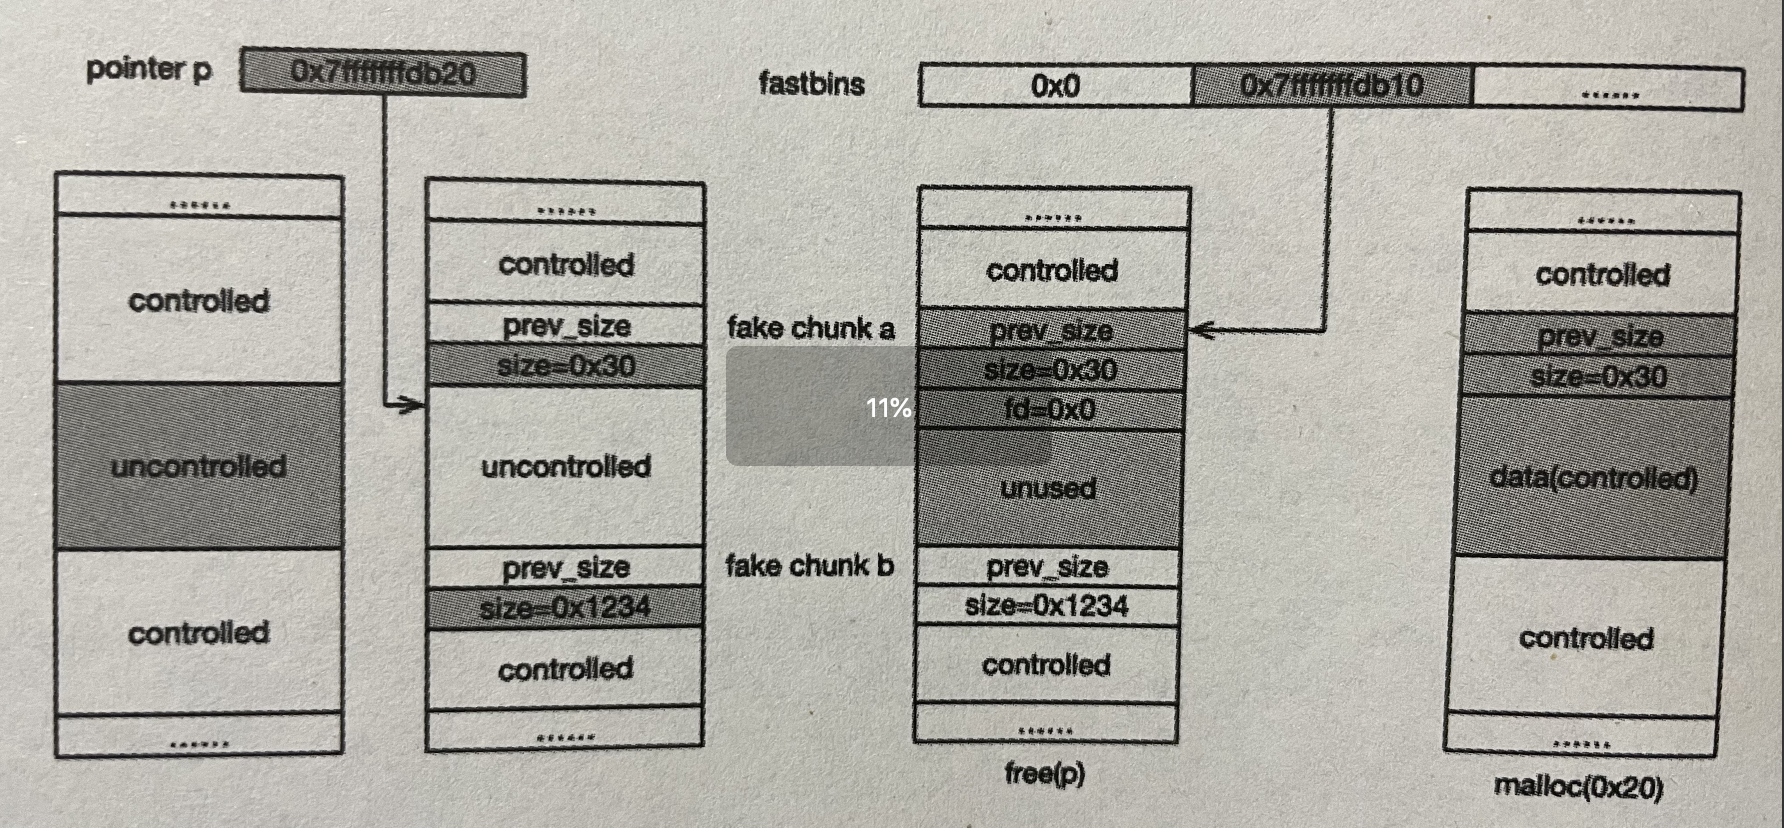 pointer p
0x7fffffffdb20
fastbins
0x0
0x7fffffffdb10
......
......
controlled
uncontrolled
controlled
......
......
controlled
prev_size
size=0x30
uncontrolled
prev_size
size=0x1234
controlled
......
fake chunk a
11%
fake chunk b
......
controlled
prev_size
size=0x30
fd=0x0
unused
prev_size
size=0x1234
controlled
......
free(p)
......
controlled
prev_size
size=0x30
data(controlled)
controlled
......
malloc(0x20)